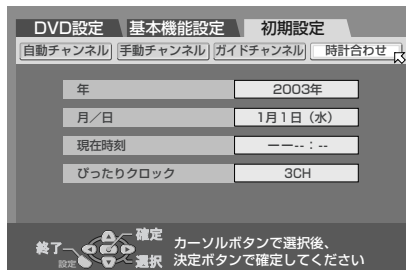 DVD設定 基本機能設定 初期設定
自動チャンネル 手動チャンネル ガイドチャンネル 時計合わせ
年 2003年
月／日 1月1日（水）
現在時刻 ーー--：--
ぴったりクロック 3CH
確定
終了
設定 選択
カーソルボタンで選択後、
決定ボタンで確定してください